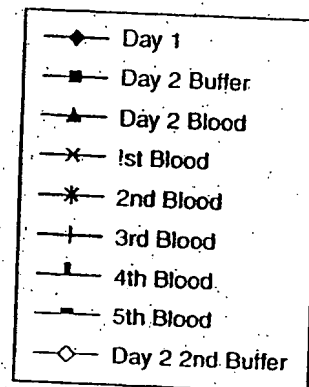 Day 1
Day 2 Buffer
Day 2 Blood
!st Blood
2nd Blood
3rd Blood
4th Blood
5th Blood
Day 2 2nd Buffer